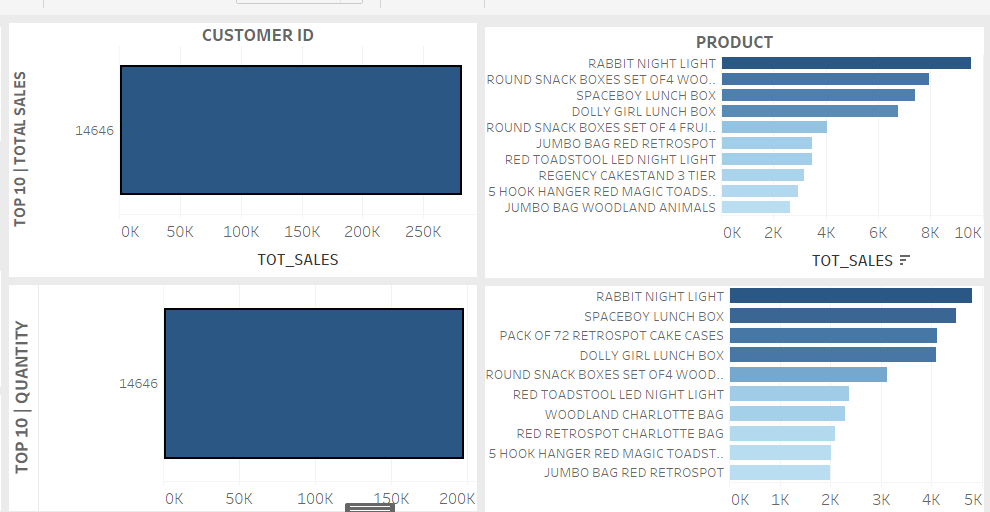 CUSTOMER ID
TOP 10 | TOTAL SALES
14646
0K 50K 100K 150K 200K 250K
TOT_SALES
PRODUCT
RABBIT NIGHT LIGHT
ROUND SNACK BOXES SET OF4 WOO..
SPACEBOY LUNCH BOX
DOLLY GIRL LUNCH BOX
ROUND SNACK BOXES SET OF 4 FRUI..
JUMBO BAG RED RETROSPOT
RED TOADSTOOL LED NIGHT LIGHT
REGENCY CAKESTAND 3 TIER
5 HOOK HANGER RED MAGIC TOADS..
JUMBO BAG WOODLAND ANIMALS
0K 2K 4K 6K 8K 10K
TOT_SALES
TOP 10 | QUANTITY
14646
0K 50K 100K 150K 200K
RABBIT NIGHT LIGHT
SPACEBOY LUNCH BOX
PACK OF 72 RETROSPOT CAKE CASES
DOLLY GIRL LUNCH BOX
ROUND SNACK BOXES SET OF4 WOOD..
RED TOADSTOOL LED NIGHT LIGHT
WOODLAND CHARLOTTE BAG
RED RETROSPOT CHARLOTTE BAG
5 HOOK HANGER RED MAGIC TOADST..
JUMBO BAG RED RETROSPOT
0K 1K 2K 3K 4K 5K